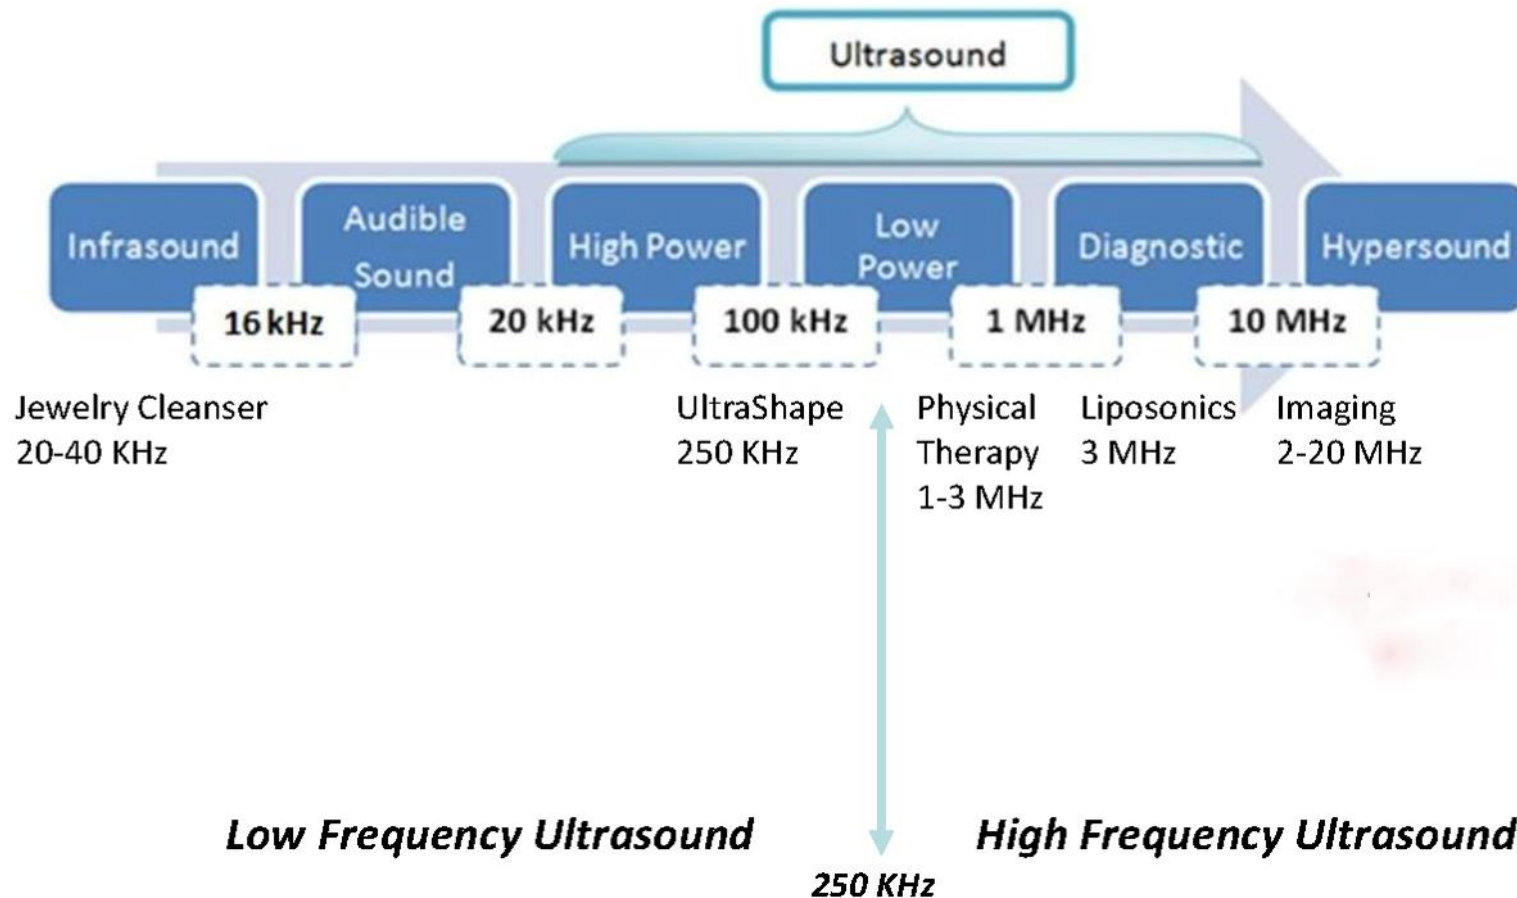 Ultrasound
Infrasound
Audible
Sound
High Power
Low
Power
Diagnostic
Hypersound
16 kHz
20 kHz
100 kHz
1 MHz
10 MHz
Jewelry Cleanser
20-40 KHz
UltraShape
250 KHz
Physical
Therapy
1-3 MHz
Liposonics
3 MHz
Imaging
2-20 MHz
Low Frequency Ultrasound
High Frequency Ultrasound
250 KHz